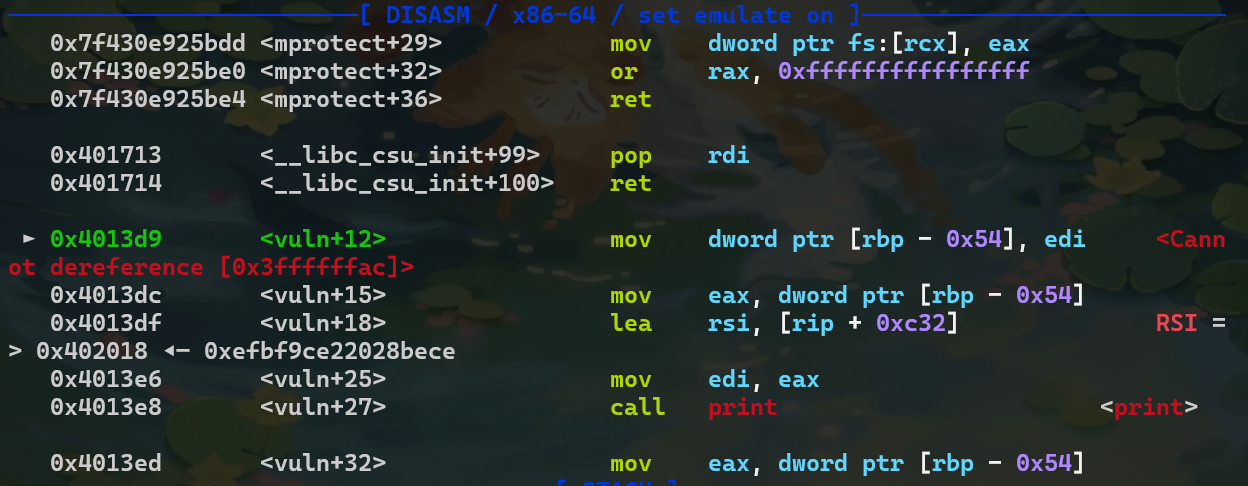 [ DISASM / x86-64 / set emulate on ]
0x7f430e925bdd <mprotect+29> mov dword ptr fs:[rcx], eax
0x7f430e925be0 <mprotect+32> or rax, 0xffffffffffffffff
0x7f430e925be4 <mprotect+36> ret
0x401713 <__libc_csu_init+99> pop rdi
0x401714 <__libc_csu_init+100> ret
► 0x4013d9 <vuln+12> mov dword ptr [rbp - 0x54], edi <Cann
ot dereference [0x3fffffac]>
0x4013dc <vuln+15> mov eax, dword ptr [rbp - 0x54]
0x4013df <vuln+18> lea rsi, [rip + 0xc32] RSI =
> 0x402018 ◂— 0xefbf9ce22028bece
0x4013e6 <vuln+25> mov edi, eax
0x4013e8 <vuln+27> call print <print>
0x4013ed <vuln+32> mov eax, dword ptr [rbp - 0x54]